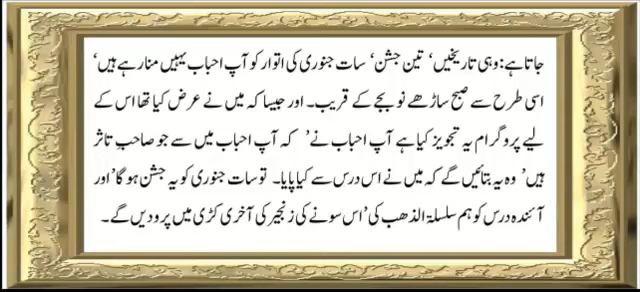 جاتا ہے: وہی تاریخیں‘ تین جشن‘ سات جنوری کی اتوار کو آپ احباب یہیں منا رہے ہیں‘
اسی طرح سے صبح ساڑھے نو بجے کے قریب۔ اور جیسا کہ میں نے عرض کیا تھا اس کے
لیے پروگرام یہ تجویز کیا ہے آپ احباب نے‘ کہ آپ احباب میں سے جو صاحبِ تاثر
ہیں‘ وہ یہ بتائیں گے کہ میں نے اس درس سے کیا پایا۔ تو سات جنوری کو یہ جشن ہو گا‘ اور
آئندہ درس کو ہم سلسلۃ الذھب کی‘ اس سونے کی زنجیر کی آخری کڑی میں پرو دیں گے۔